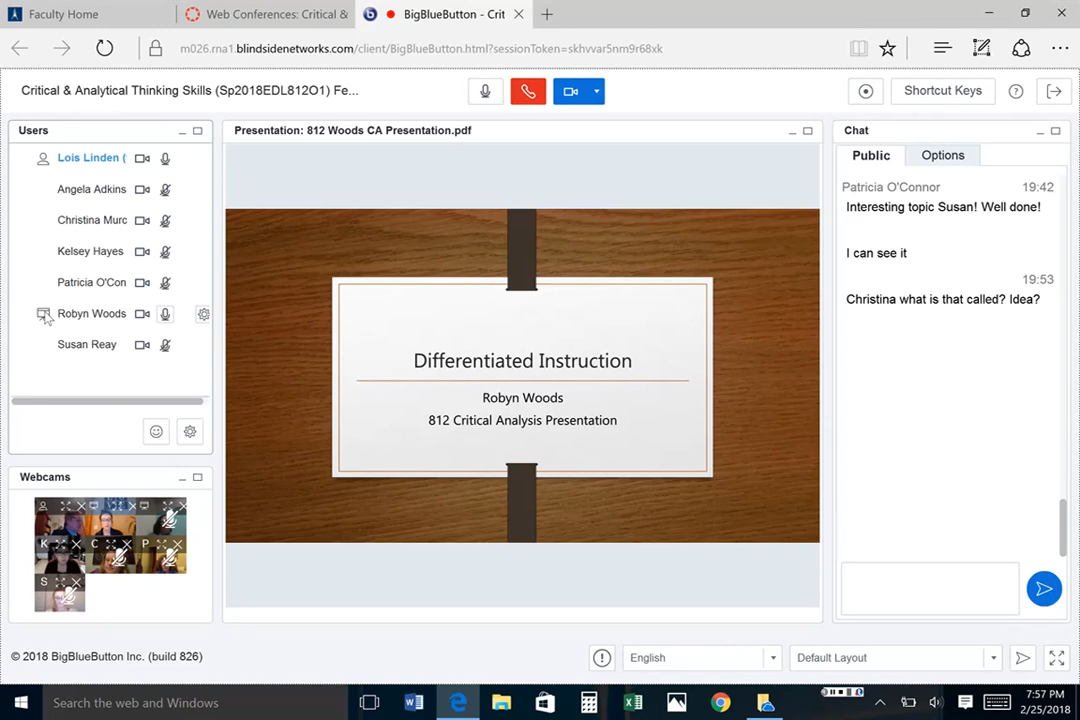 Faculty Home
Web Conferences: Critical &
BigBlueButton - Crit
m026.rna1.blindsidenetworks.com/client/BigBlueButton.html?sessionToken=skhvvar5nm9r68xk
Critical & Analytical Thinking Skills (Sp2018EDL812O1) Fe...
Shortcut Keys
Users
Lois Linden (
Angela Adkins
Christina Murc
Kelsey Hayes
Patricia O'Con
Robyn Woods
Susan Reay
Webcams
K C P
S
Presentation: 812 Woods CA Presentation.pdf
Differentiated Instruction
Robyn Woods
812 Critical Analysis Presentation
Chat
Public Options
Patricia O'Connor 19:42
Interesting topic Susan! Well done!
I can see it
19:53
Christina what is that called? Idea?
© 2018 BigBlueButton Inc. (build 826)
English
Default Layout
Search the web and Windows
7:57 PM
2/25/2018